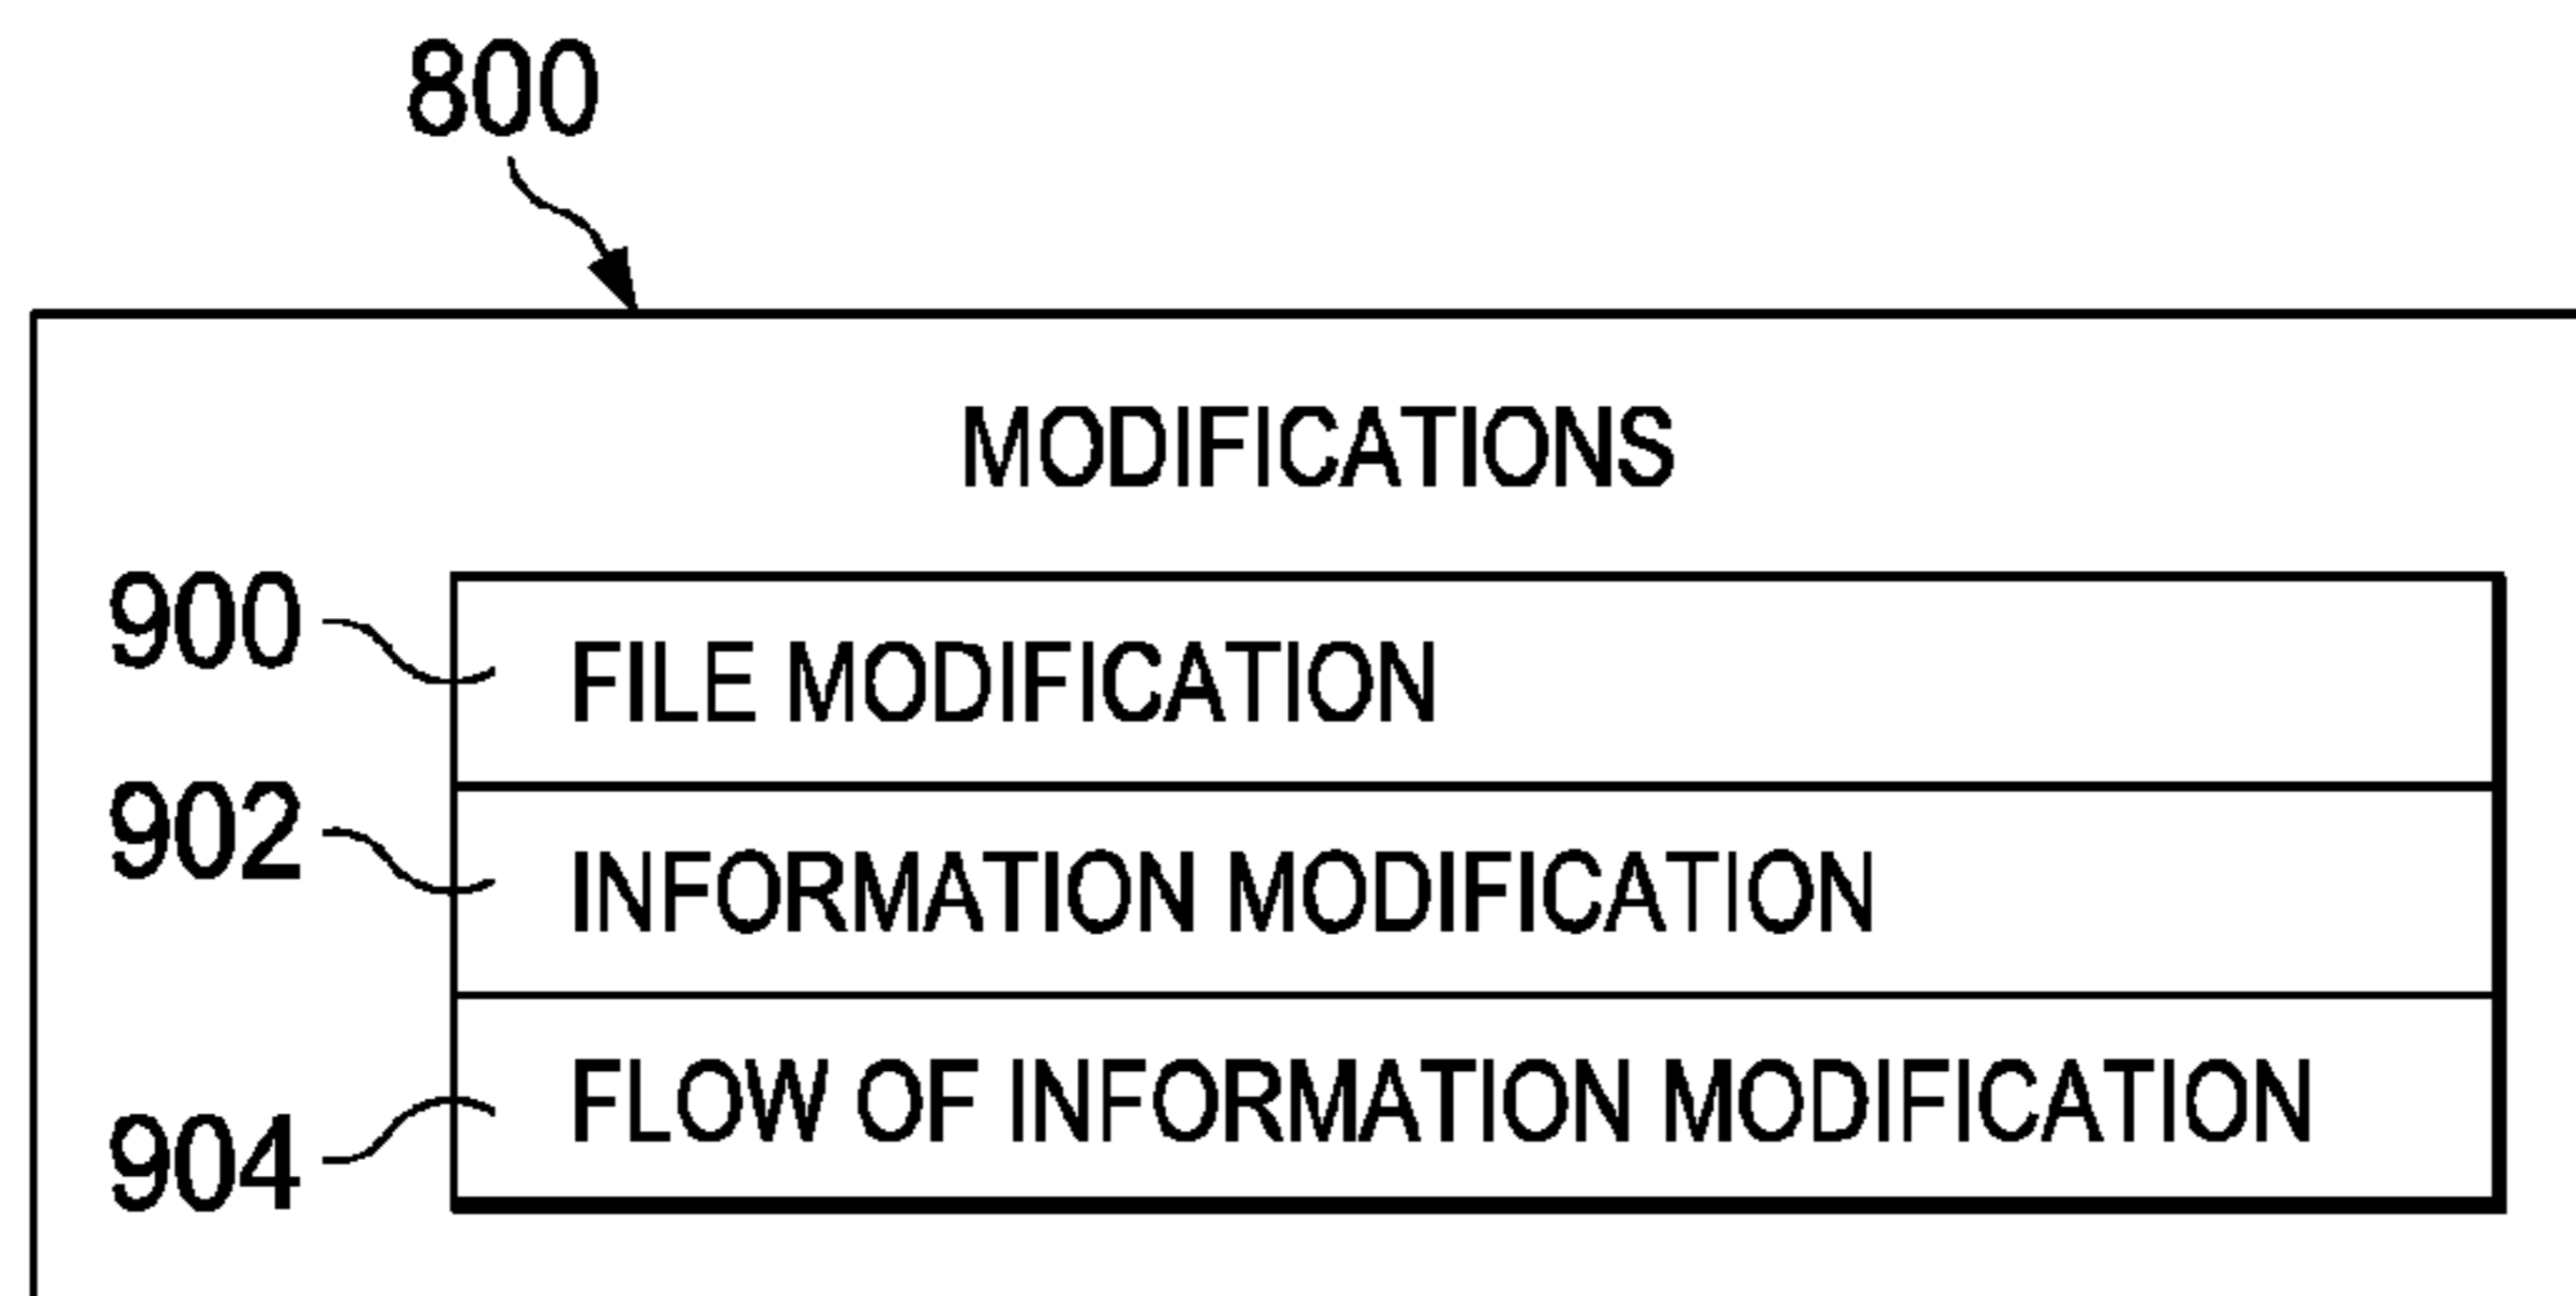 800
MODIFICATIONS
900 FILE MODIFICATION
902 INFORMATION MODIFICATION
904 FLOW OF INFORMATION MODIFICATION